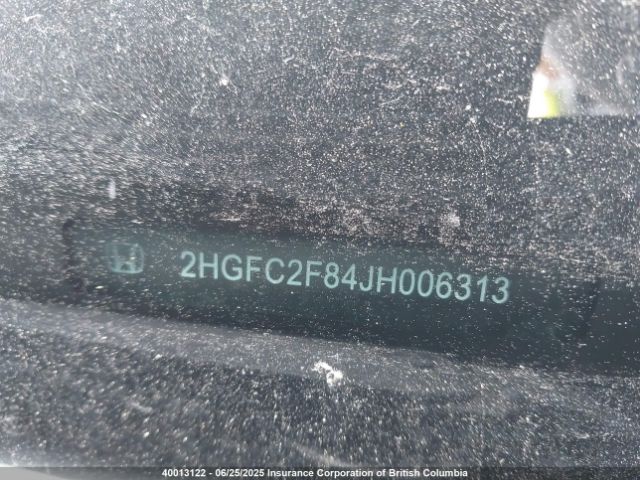 2HGFC2F84JH006313
40013122 - 06/25/2025 Insurance Corporation of British Columbia